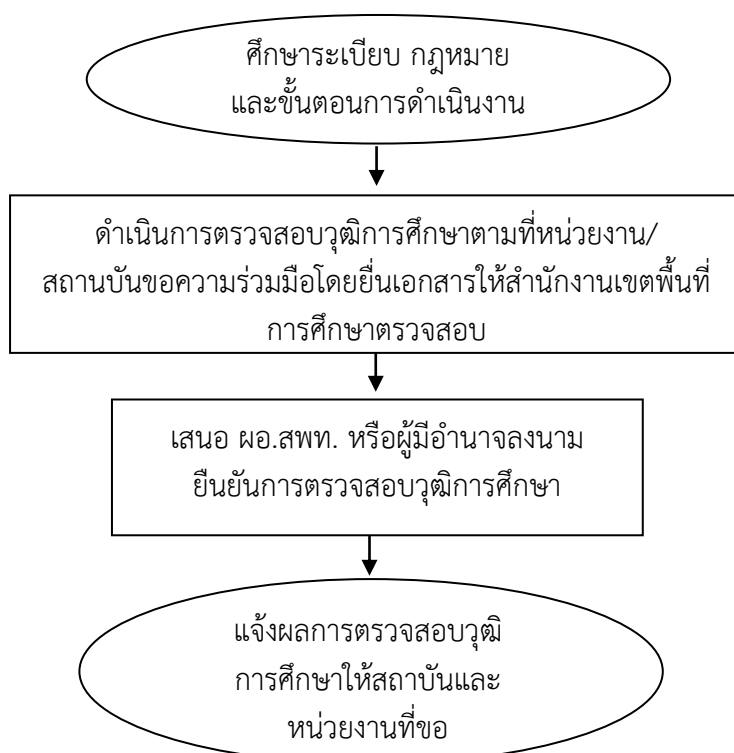 ศึกษาระเบียบ กฎหมาย
และขั้นตอนการดำเนินงาน
ดำเนินการตรวจสอบวุฒิการศึกษาตามที่หน่วยงาน/
สถานบันขอความร่วมมือโดยยื่นเอกสารให้สำนักงานเขตพื้นที่
การศึกษาตรวจสอบ
เสนอ ผอ.สพท. หรือผู้มีอำนาจลงนาม
ยืนยันการตรวจสอบวุฒิการศึกษา
แจ้งผลการตรวจสอบวุฒิ
การศึกษาให้สถาบันและ
หน่วยงานที่ขอ